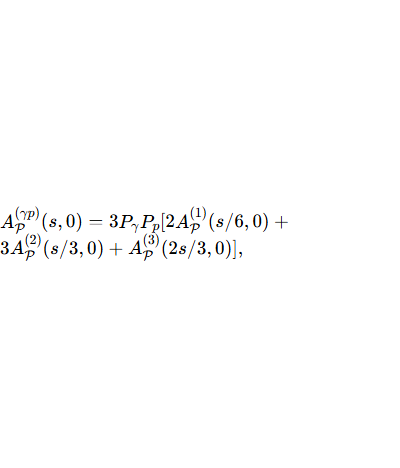 $A_{\mathcal{P}}^{(\gamma p)}(s,0) = 3P_{\gamma}P_{p}[2A_{\mathcal{P}}^{(1)}(s/6,0) +$
$3A_{\mathcal{P}}^{(2)}(s/3,0) + A_{\mathcal{P}}^{(3)}(2s/3,0)],$